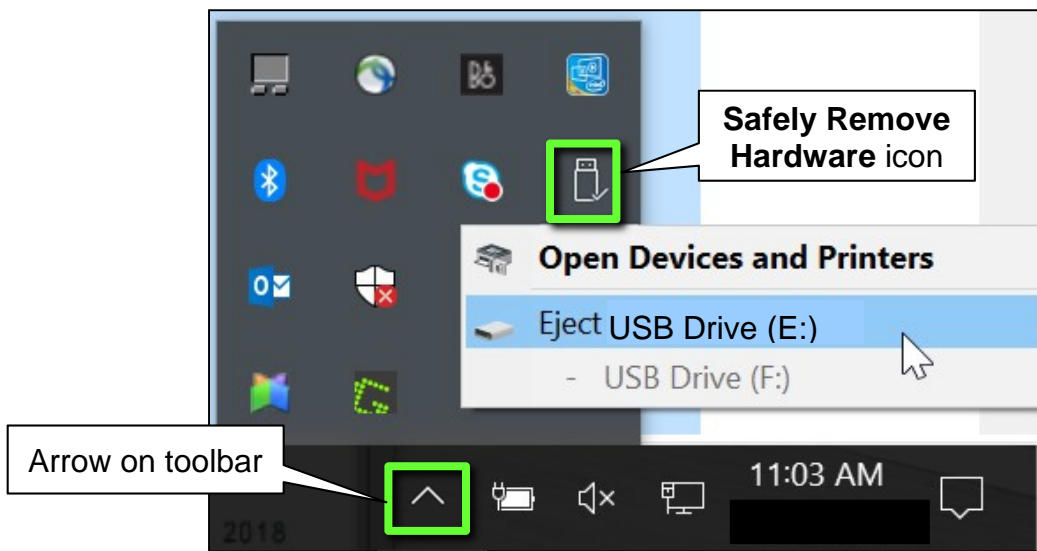 Safely Remove
Hardware icon
Open Devices and Printers
Eject USB Drive (E:)
- USB Drive (F:)
Arrow on toolbar
11:03 AM
2018